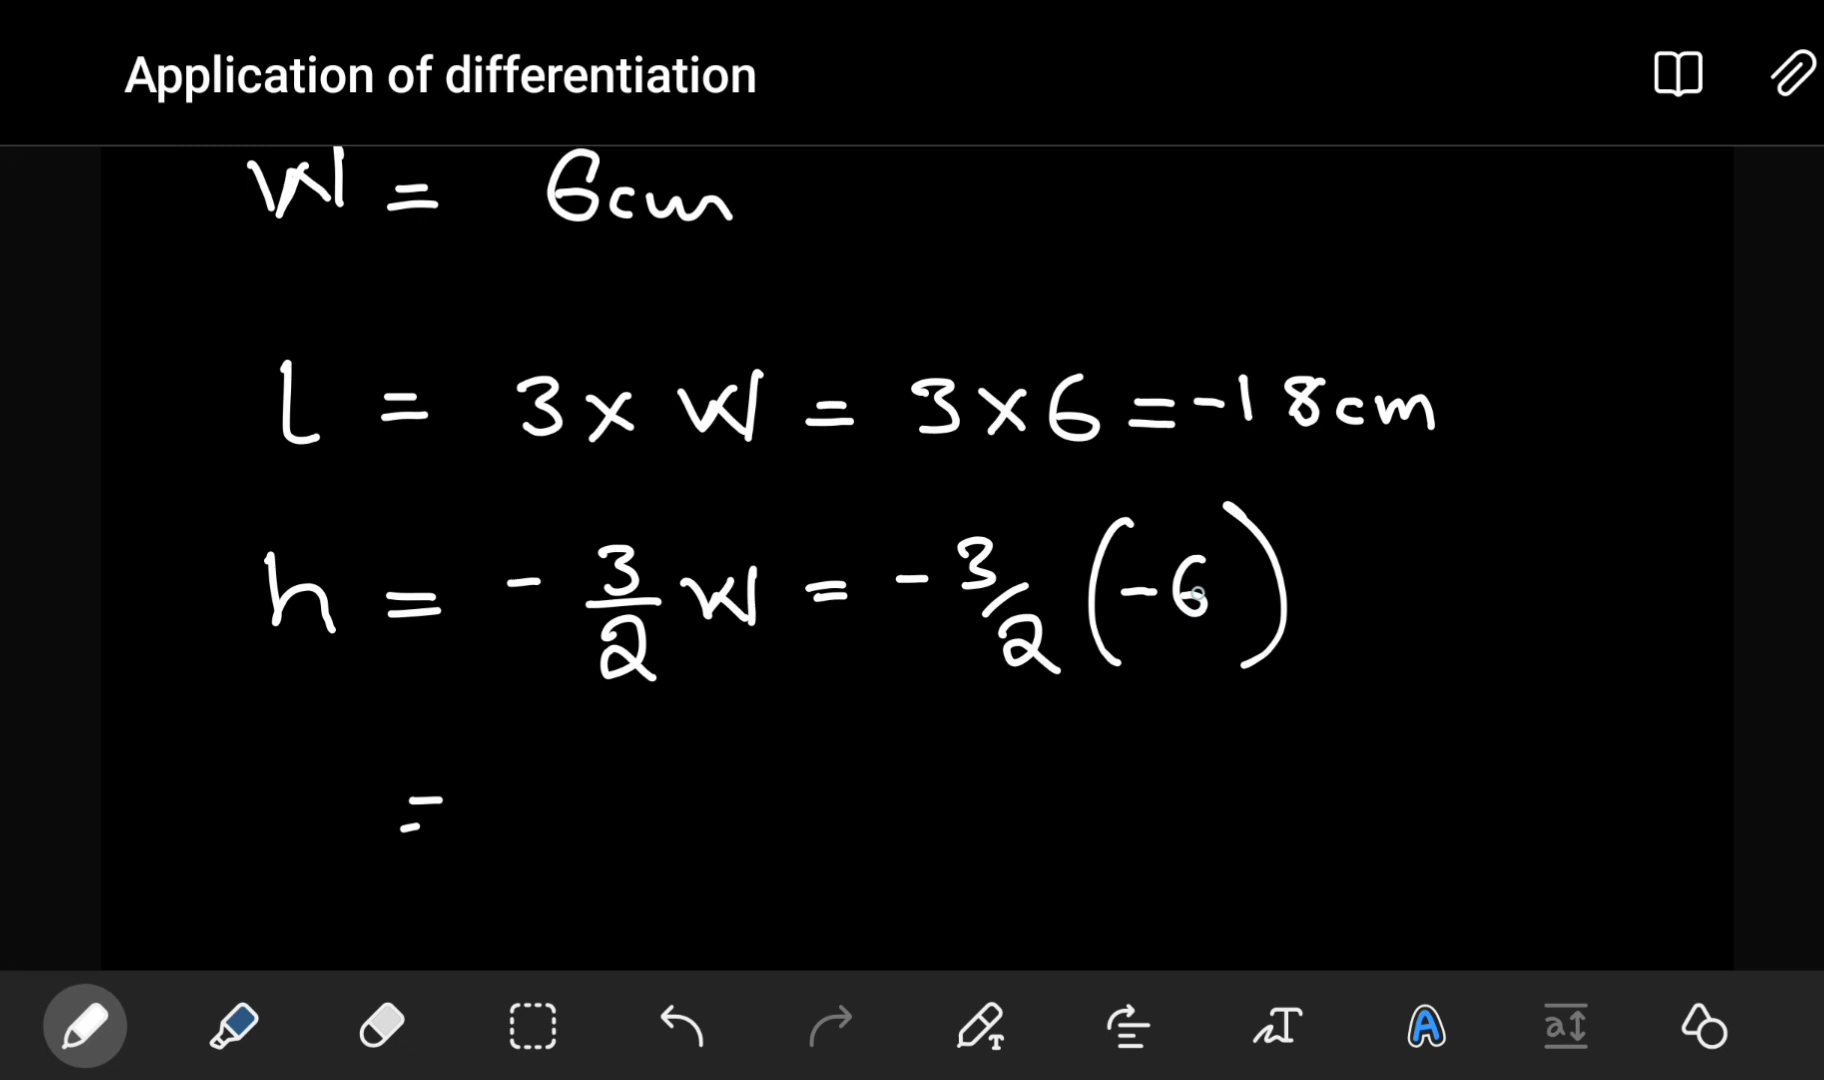 Application of differentiation
W = 6cm
l = 3 x W = 3 x 6 = -18cm
h = - 3/2 W = - 3/2 (-6)
=